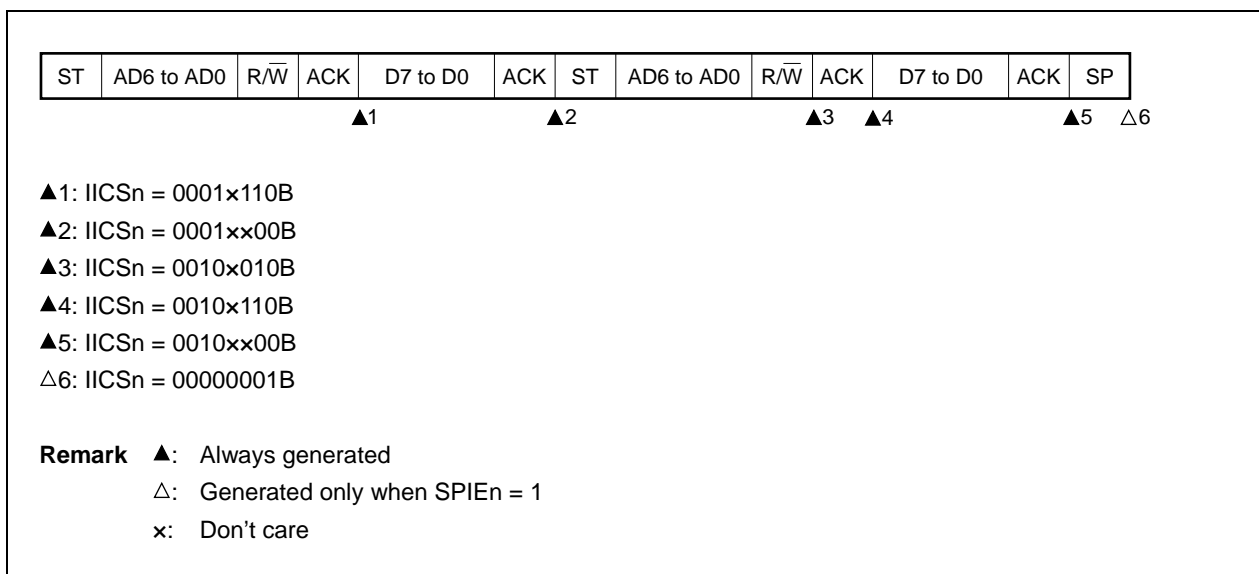 ST AD6 to AD0 R/W̅ ACK D7 to D0 ACK ST AD6 to AD0 R/W̅ ACK D7 to D0 ACK SP
▲1 ▲2 ▲3 ▲4 ▲5 △6
▲1: IICSn = 0001×110B
▲2: IICSn = 0001××00B
▲3: IICSn = 0010×010B
▲4: IICSn = 0010×110B
▲5: IICSn = 0010××00B
△6: IICSn = 00000001B
Remark ▲: Always generated
△: Generated only when SPIEn = 1
×: Don't care